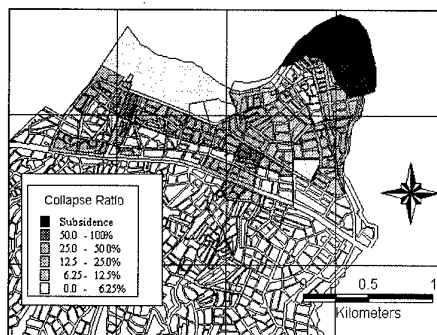 Collapse Ratio
Subsidence
50.0 - 100%
25.0 - 50.0%
12.5 - 25.0%
6.25 - 12.5%
0.0 - 6.25%
0 0.5 1
Kilometers